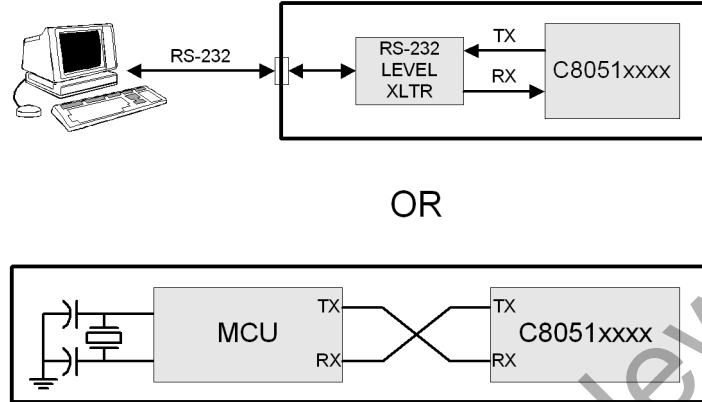 RS-232
RS-232
LEVEL
XLTR
TX
RX
C8051xxxx
OR
MCU
TX
RX
TX
RX
C8051xxxx